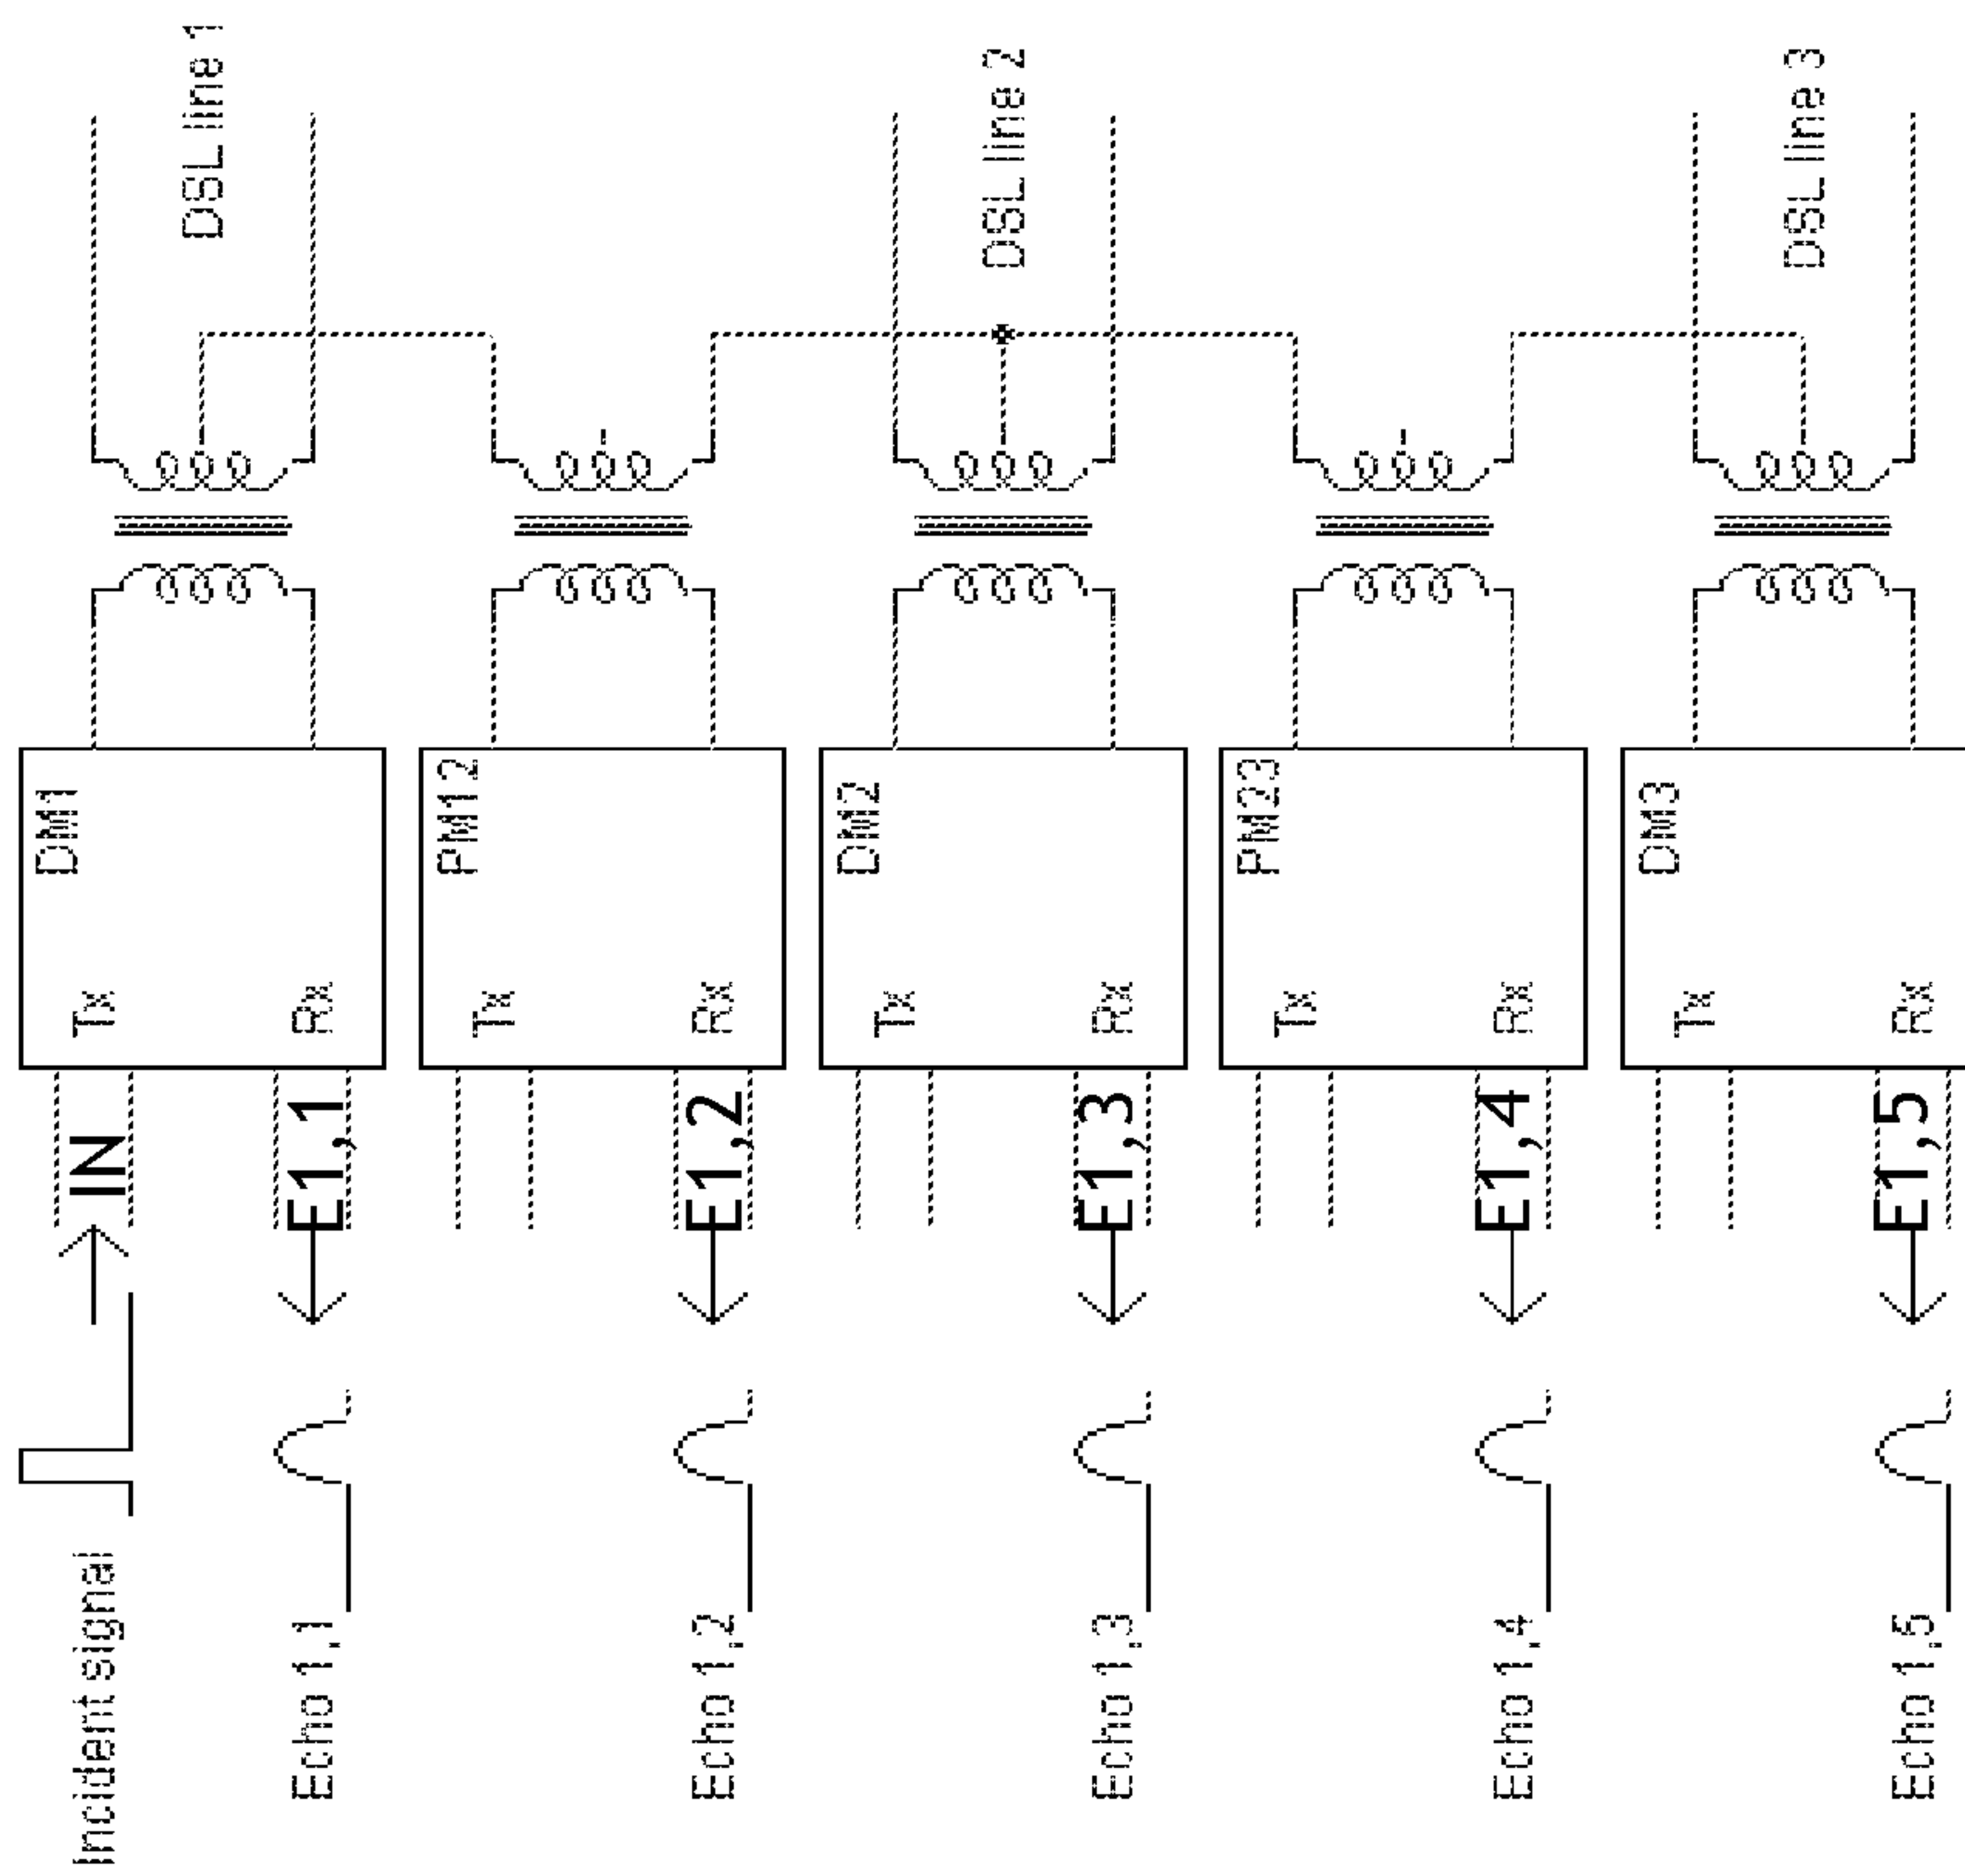 Incident signal
IN
Tx
DM1
DSL line 1
Echo 1,1
E1,1
Rx
Tx
PM12
Echo 1,2
E1,2
Rx
Tx
DM2
DSL line 2
Echo 1,3
E1,3
Rx
Tx
PM23
Echo 1,4
E1,4
Rx
Tx
DM3
DSL line 3
Echo 1,5
E1,5
Rx